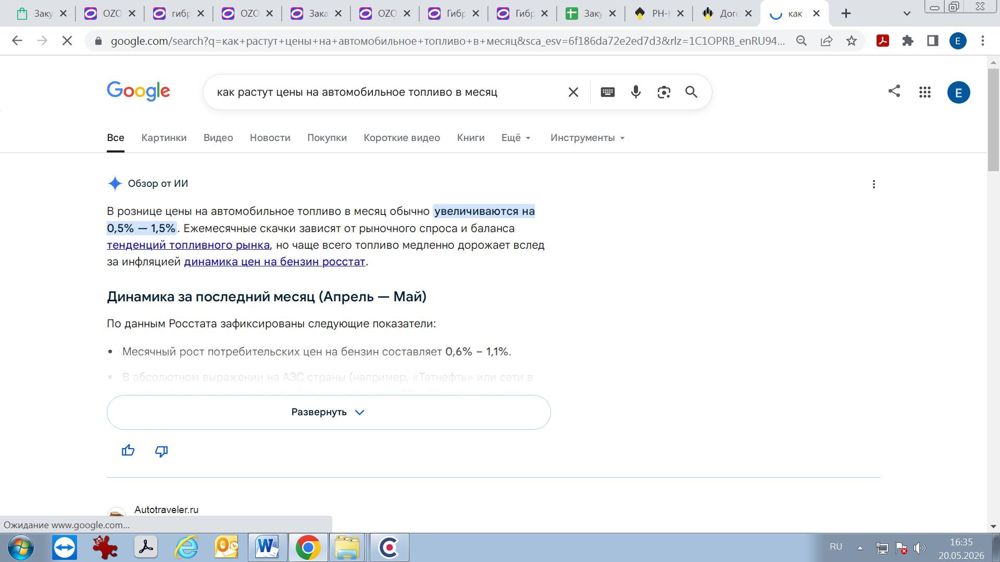 Заку
OZO
гибр
OZO
Зака
OZO
Гибр
Гибр
Заку
РН-
Дого
как
google.com/search?q=как+растут+цены+на+автомобильное+топливо+в+месяц&sca_esv=6f186da72e2ed7d3&rlz=1C1OPRB_enRU94...
E
Google
как растут цены на автомобильное топливо в месяц
E
Все
Картинки
Видео
Новости
Покупки
Короткие видео
Книги
Ещё
Инструменты
Обзор от ИИ
В рознице цены на автомобильное топливо в месяц обычно увеличиваются на
0,5% — 1,5%. Ежемесячные скачки зависят от рыночного спроса и баланса
тенденций топливного рынка, но чаще всего топливо медленно дорожает вслед
за инфляцией динамика цен на бензин росстат.
Динамика за последний месяц (Апрель — Май)
По данным Росстата зафиксированы следующие показатели:
• Месячный рост потребительских цен на бензин составляет 0,6% – 1,1%.
• В абсолютном выражении на АЗС страны (например, «Татнефть» или сети в
Развернуть
Autotraveler.ru
Ожидание www.google.com...
RU
16:35
20.05.2026